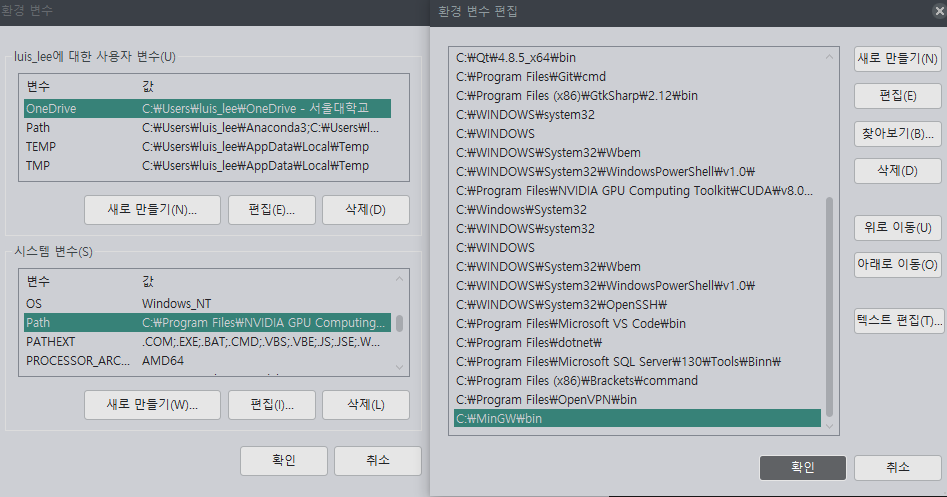 환경 변수
luis_lee에 대한 사용자 변수(U)
변수 값
OneDrive C:₩Users₩luis_lee₩OneDrive - 서울대학교
Path C:₩Users₩luis_lee₩Anaconda3;C:₩Users₩l...
TEMP C:₩Users₩luis_lee₩AppData₩Local₩Temp
TMP C:₩Users₩luis_lee₩AppData₩Local₩Temp
새로 만들기(N)... 편집(E)... 삭제(D)
시스템 변수(S)
변수 값
OS Windows_NT
Path C:₩Program Files₩NVIDIA GPU Computing...
PATHEXT .COM;.EXE;.BAT;.CMD;.VBS;.VBE;.JS;.JSE;.W...
PROCESSOR_ARC... AMD64
새로 만들기(W)... 편집(I)... 삭제(L)
확인 취소
환경 변수 편집
C:₩Qt₩4.8.5_x64₩bin
C:₩Program Files₩Git₩cmd
C:₩Program Files (x86)₩GtkSharp₩2.12₩bin
C:₩WINDOWS₩system32
C:₩WINDOWS
C:₩WINDOWS₩System32₩Wbem
C:₩WINDOWS₩System32₩WindowsPowerShell₩v1.0₩
C:₩Program Files₩NVIDIA GPU Computing Toolkit₩CUDA₩v8.0...
C:₩Windows₩System32
C:₩WINDOWS₩system32
C:₩WINDOWS
C:₩WINDOWS₩System32₩Wbem
C:₩WINDOWS₩System32₩WindowsPowerShell₩v1.0₩
C:₩WINDOWS₩System32₩OpenSSH₩
C:₩Program Files₩Microsoft VS Code₩bin
C:₩Program Files₩dotnet₩
C:₩Program Files₩Microsoft SQL Server₩130₩Tools₩Binn₩
C:₩Program Files (x86)₩Brackets₩command
C:₩Program Files₩OpenVPN₩bin
C:₩MinGW₩bin
새로 만들기(N)
편집(E)
찾아보기(B)...
삭제(D)
위로 이동(U)
아래로 이동(O)
텍스트 편집(T)...
확인 취소